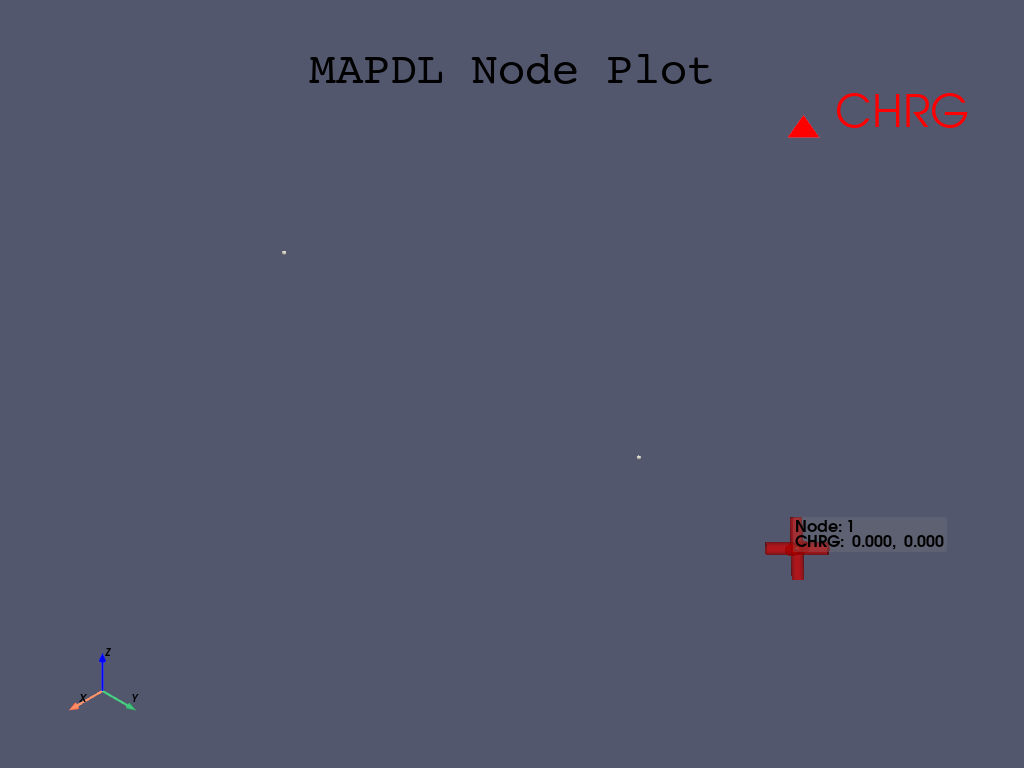 MAPDL Node Plot
CHRG
Node: 1
CHRG: 0.000, 0.000
Z
X
Y